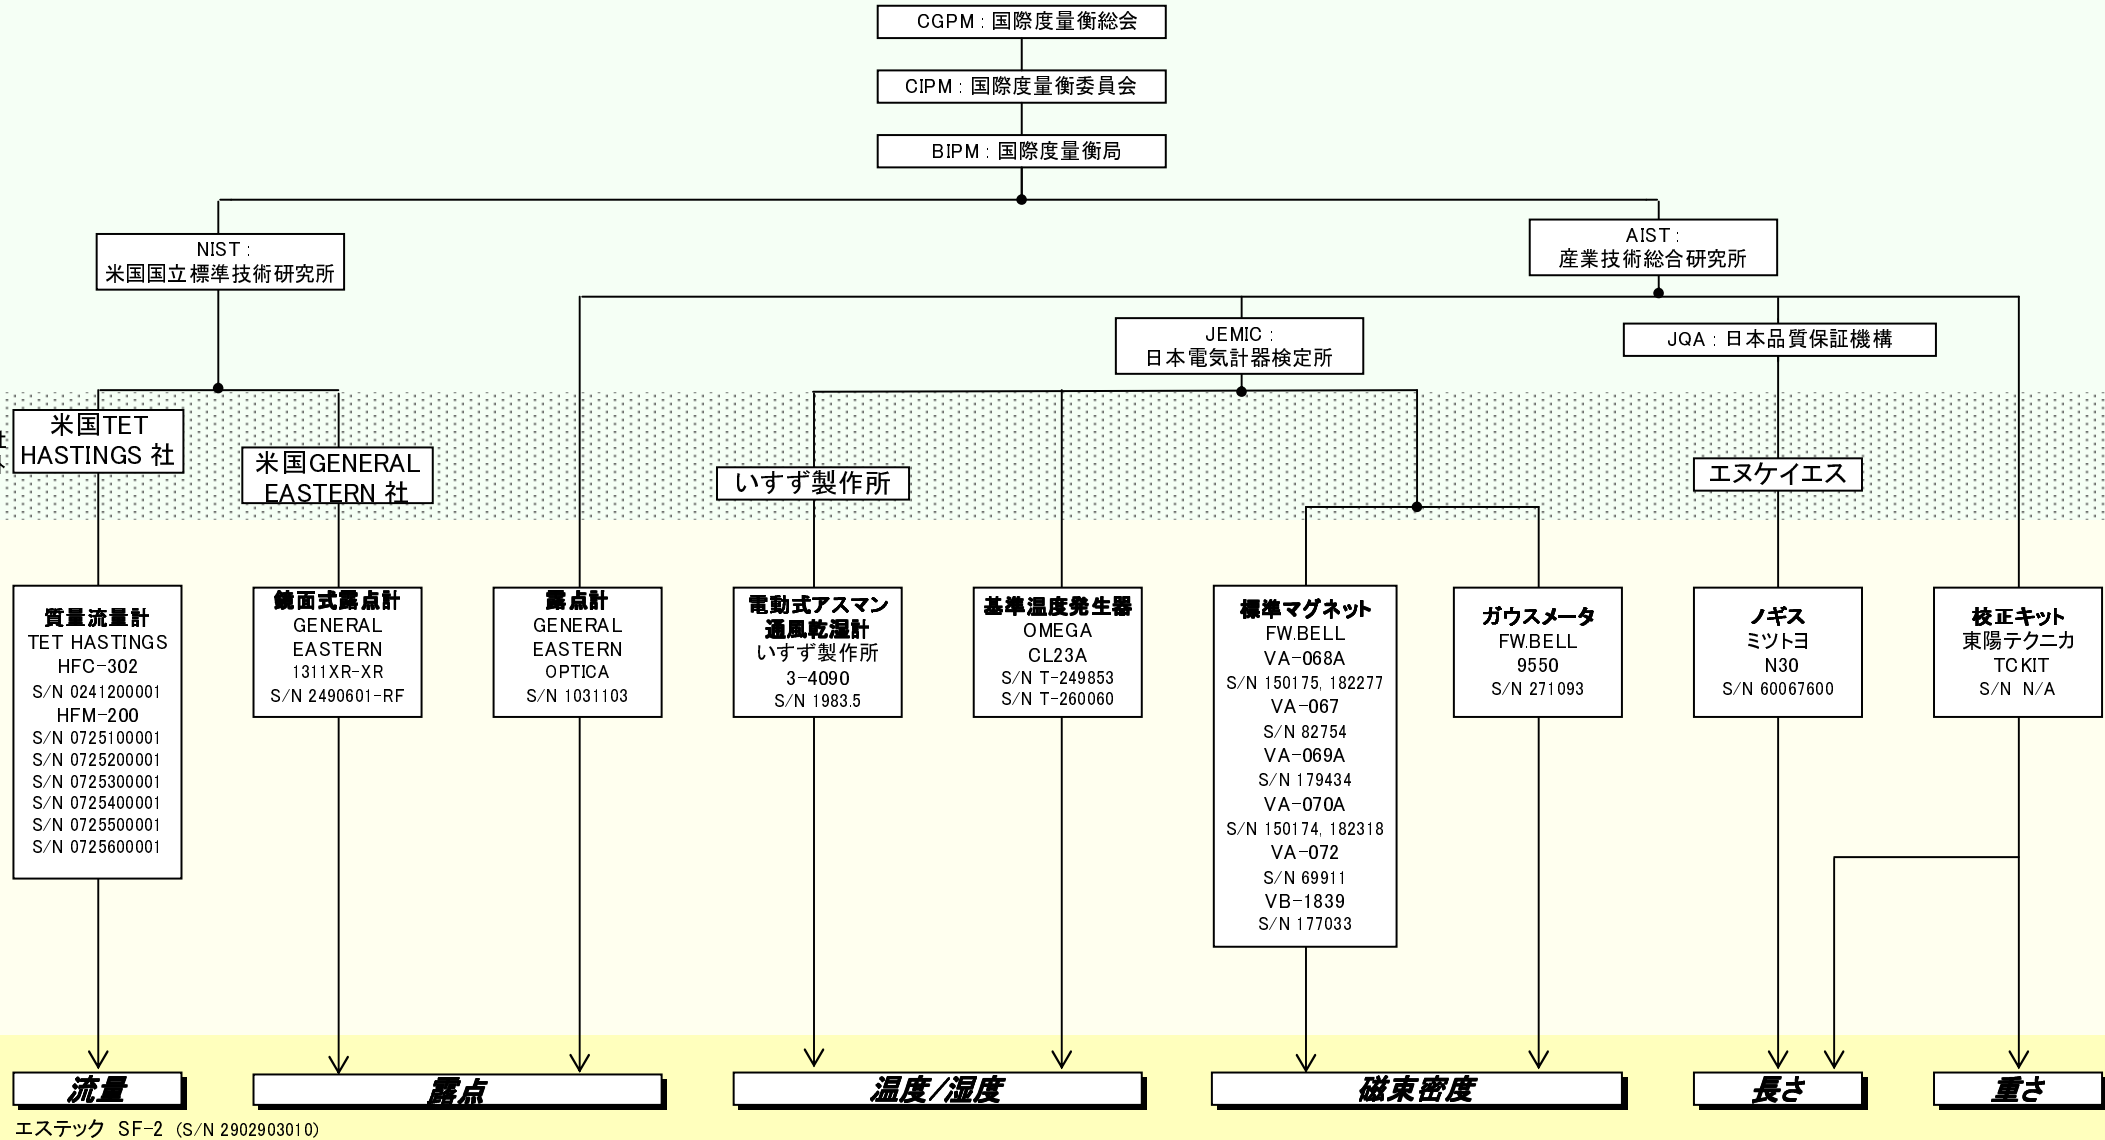 CGPM : 国際度量衡総会
CIPM : 国際度量衡委員会
BIPM : 国際度量衡局
NIST :
米国国立標準技術研究所
AIST :
産業技術総合研究所
JEMIC :
日本電気計器検定所
JQA : 日本品質保証機構
米国TET
HASTINGS 社
米国GENERAL
EASTERN 社
いすず製作所
エヌケイエス
質量流量計
TET HASTINGS
HFC-302
S/N 0241200001
HFM-200
S/N 0725100001
S/N 0725200001
S/N 0725300001
S/N 0725400001
S/N 0725500001
S/N 0725600001
鏡面式露点計
GENERAL
EASTERN
1311XR-XR
S/N 2490601-RF
露点計
GENERAL
EASTERN
OPTICA
S/N 1031103
電動式アスマン
通風乾湿計
いすず製作所
3-4090
S/N 1983.5
基準温度発生器
OMEGA
CL23A
S/N T-249853
S/N T-260060
標準マグネット
FW.BELL
VA-068A
S/N 150175, 182277
VA-067
S/N 82754
VA-069A
S/N 179434
VA-070A
S/N 150174, 182318
VA-072
S/N 69911
VB-1839
S/N 177033
ガウスメータ
FW.BELL
9550
S/N 271093
ノギス
ミツトヨ
N30
S/N 60067600
校正キット
東陽テクニカ
TCKIT
S/N N/A
流量
露点
温度/湿度
磁束密度
長さ
重さ
エステック SF-2 (S/N 2902903010)